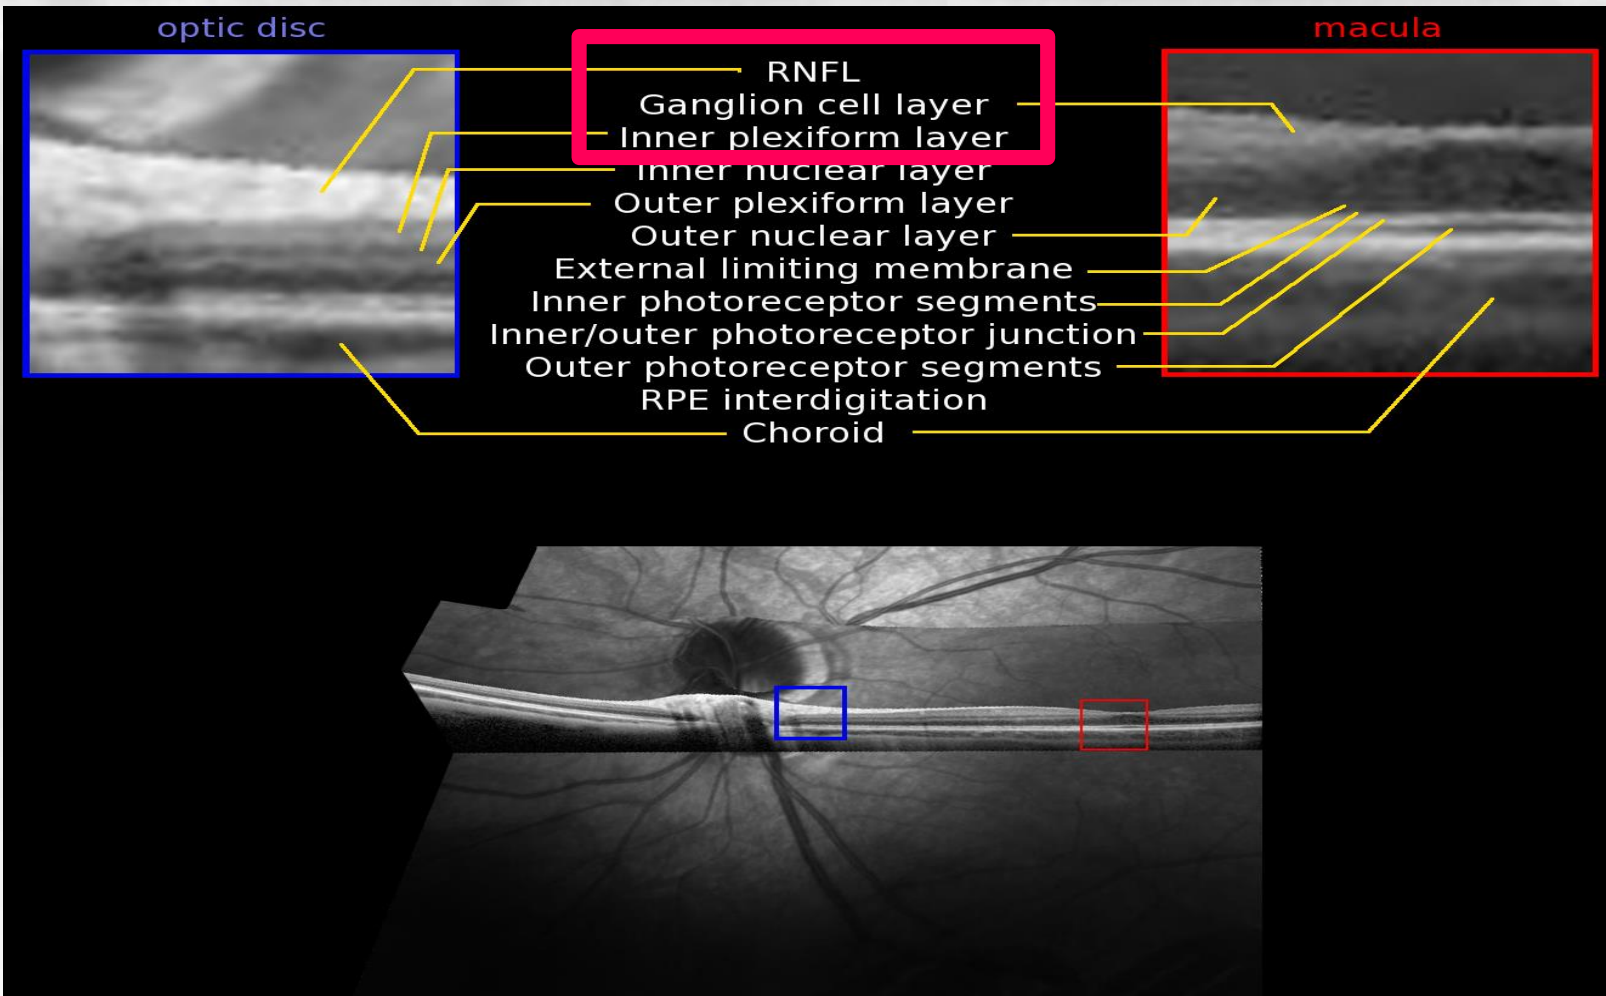 optic disc
macula
RNFL
Ganglion cell layer
Inner plexiform layer
Inner nuclear layer
Outer plexiform layer
Outer nuclear layer
External limiting membrane
Inner photoreceptor segments
Inner/outer photoreceptor junction
Outer photoreceptor segments
RPE interdigitation
Choroid